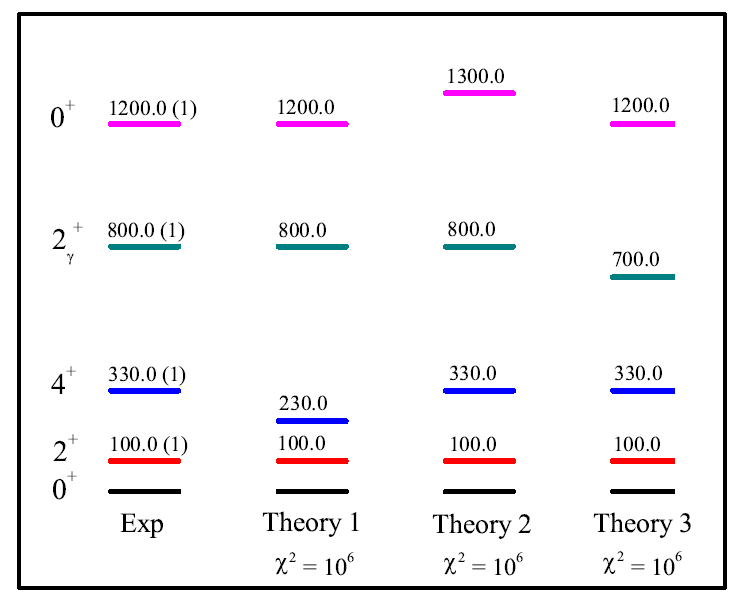 1300.0
0⁺ 1200.0 (1) 1200.0 1200.0
2γ⁺ 800.0 (1) 800.0 800.0
700.0
4⁺ 330.0 (1) 330.0 330.0
230.0
2⁺ 100.0 (1) 100.0 100.0 100.0
0⁺
Exp Theory 1 Theory 2 Theory 3
χ² = 10⁶ χ² = 10⁶ χ² = 10⁶